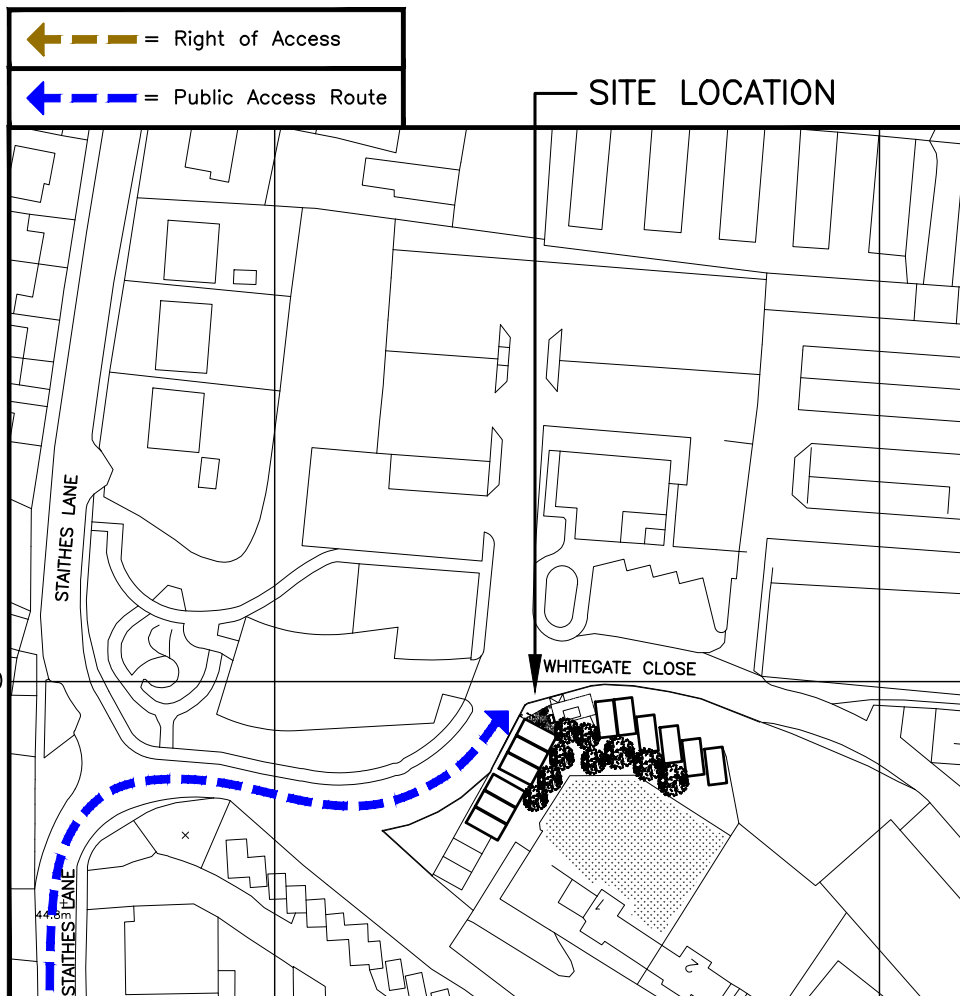 = Right of Access
= Public Access Route
SITE LOCATION
STAITHES LANE
WHITEGATE CLOSE
STAITHES LANE
44.8m
1
2